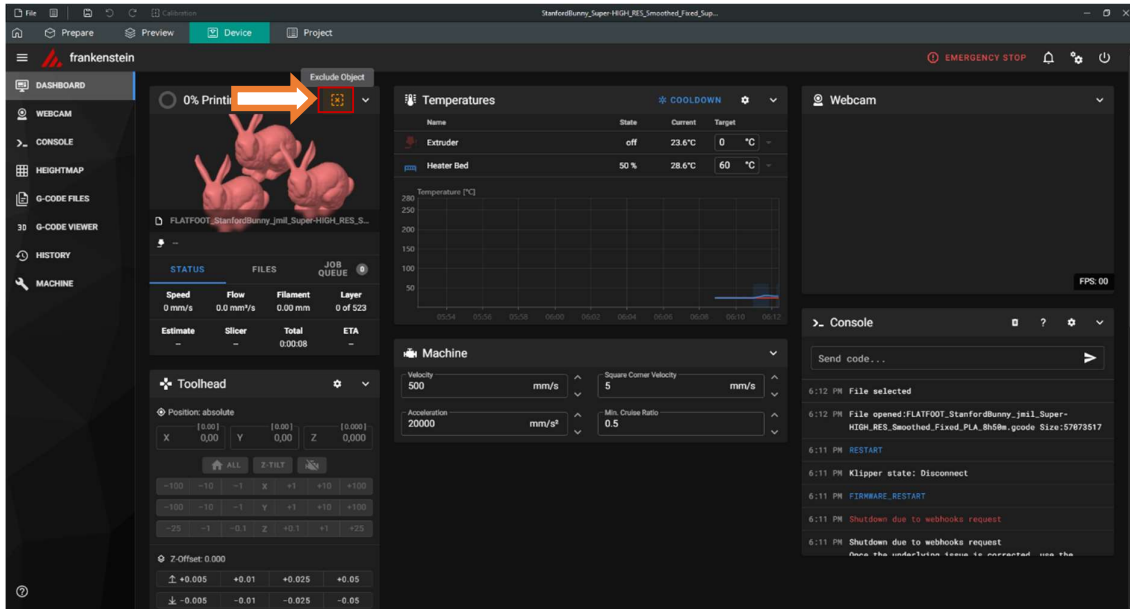 File
Calibration
StanfordBunny_Super-HIGH_RES_Smoothed_Fixed_Sup...
Prepare
Preview
Device
Project
frankenstein
EMERGENCY STOP
DASHBOARD
WEBCAM
CONSOLE
HEIGHTMAP
G-CODE FILES
3D G-CODE VIEWER
HISTORY
MACHINE
Exclude Object
0% Printin
FLATFOOT_StanfordBunny_jmil_Super-HIGH_RES_S...
--
STATUS FILES JOB QUEUE 0
Speed Flow Filament Layer
0 mm/s 0.0 mm³/s 0.00 mm 0 of 523
Estimate Slicer Total ETA
-- -- 0:00:08 --
Toolhead
Position: absolute
[0.00] [0.00] [0.000]
X 0,00 Y 0,00 Z 0,000
ALL Z-TILT
-100 -10 -1 X +1 +10 +100
-100 -10 -1 Y +1 +10 +100
-25 -1 -0.1 Z +0.1 +1 +25
Z-Offset: 0.000
+0.005 +0.01 +0.025 +0.05
-0.005 -0.01 -0.025 -0.05
Temperatures
COOLDOWN
Name State Current Target
Extruder off 23.6°C 0 °C
Heater Bed 50 % 28.6°C 60 °C
Temperature [°C]
280
250
200
150
100
50
05:54 05:56 05:58 06:00 06:02 06:04 06:06 06:08 06:10 06:12
Machine
Velocity
500 mm/s
Square Corner Velocity
5 mm/s
Acceleration
20000 mm/s²
Min. Cruise Ratio
0.5
Webcam
FPS: 00
Console
Send code...
6:12 PM File selected
6:12 PM File opened:FLATFOOT_StanfordBunny_jmil_Super-
HIGH_RES_Smoothed_Fixed_PLA_8h50m.gcode Size:57073517
6:11 PM RESTART
6:11 PM Klipper state: Disconnect
6:11 PM FIRMWARE_RESTART
6:11 PM Shutdown due to webhooks request
6:11 PM Shutdown due to webhooks request
Once the underlying issue is corrected, use the